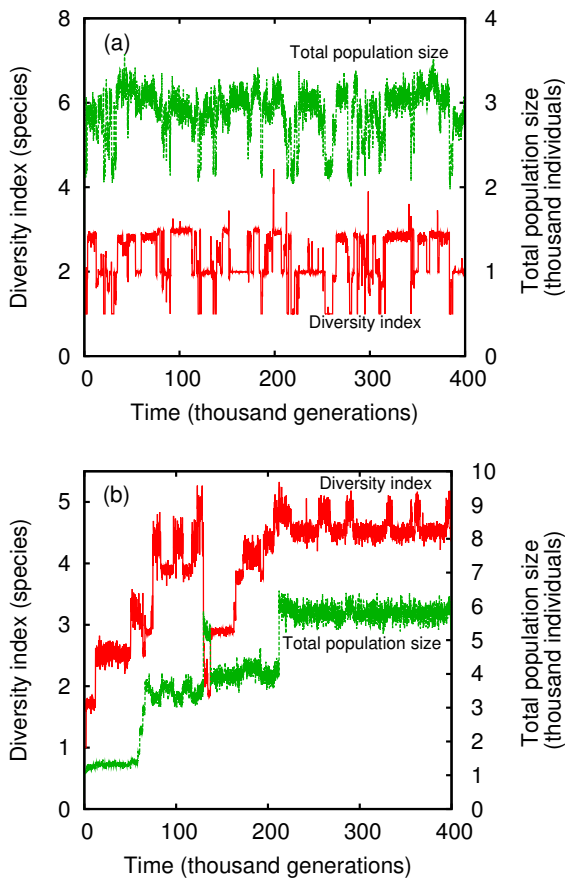 (a)
Total population size
Diversity index
Diversity index (species)
Total population size
(thousand individuals)
0
2
4
6
8
0
1
2
3
4
0 100 200 300 400
Time (thousand generations)
(b)
Diversity index
Total population size
Diversity index (species)
Total population size
(thousand individuals)
0
1
2
3
4
5
0
1
2
3
4
5
6
7
8
9
10
0 100 200 300 400
Time (thousand generations)